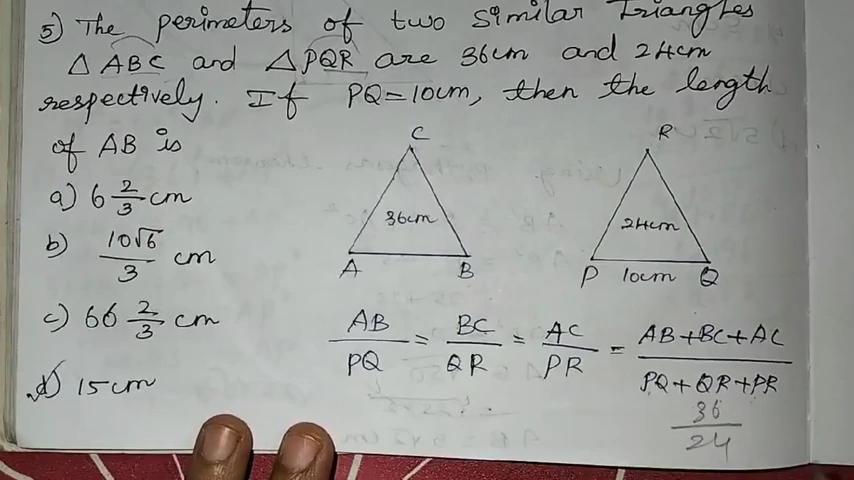 5) The perimeters of two similar Triangles
△ ABC and △ PQR are 36cm and 24cm
respectively. If PQ = 10cm, then the length
of AB is
a) 6 2/3 cm
b) 10√6/3 cm
c) 66 2/3 cm
d) 15 cm
C
36cm
A B
R
24cm
P 10cm Q
AB/PQ = BC/QR = AC/PR = AB+BC+AC/PQ+QR+PR
36/24